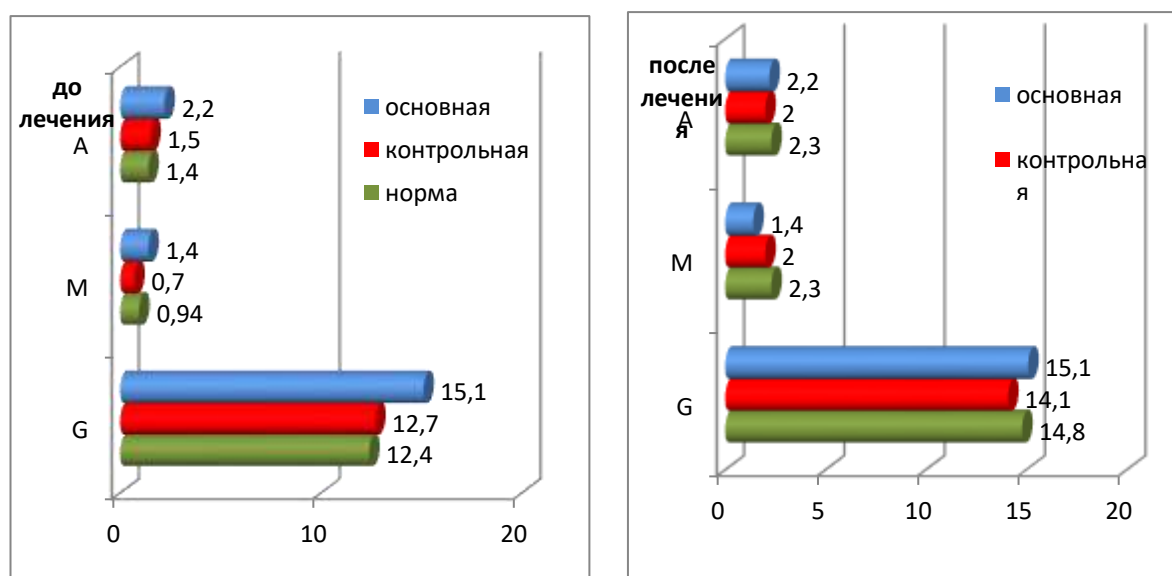 до
лечения
A
2,2
1,5
1,4
M
1,4
0,7
0,94
G
15,1
12,7
12,4
0
10
20
основная
контрольная
норма
после
лечени
я
A
2,2
2
2,3
M
1,4
2
2,3
G
15,1
14,1
14,8
0
5
10
15
20
основная
контрольна
я